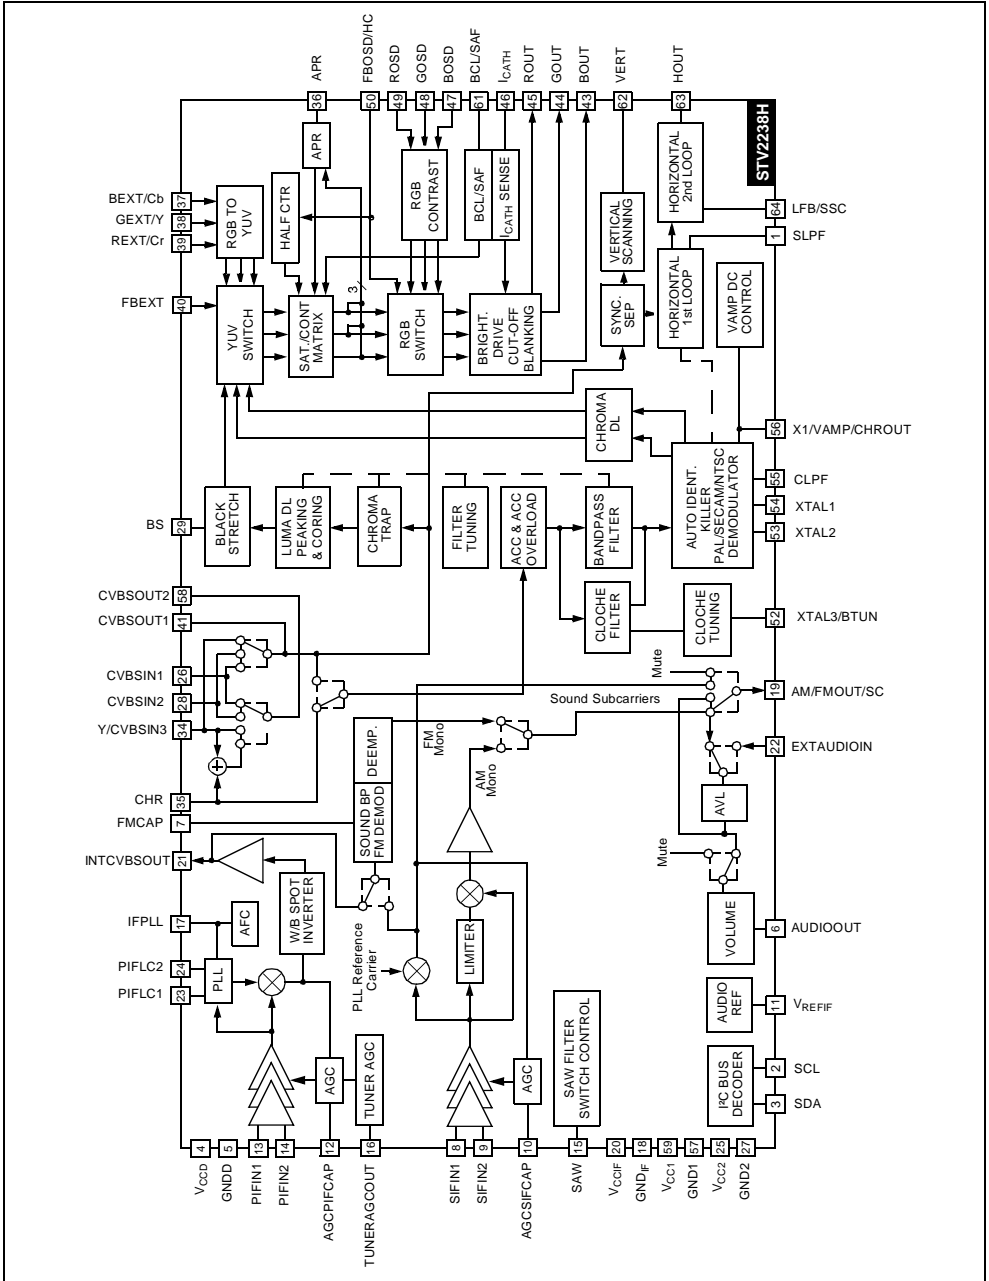 APR
FBOSD/HC
ROSD
GOSD
BOSD
BCL/SAF
ICATH
ROUT
GOUT
BOUT
VERT
HOUT
36
50
49
48
47
61
46
45
44
43
62
63
STV2238H
BEXT/Cb
37
GEXT/Y
38
REXT/Cr
39
FBEXT
40
RGB TO
YUV
HALF CTR
APR
RGB
CONTRAST
BCL/SAF
ICATH SENSE
VERTICAL
SCANNING
HORIZONTAL
2nd LOOP
64
LFB/SSC
1
SLPF
YUV
SWITCH
SAT./CONT
MATRIX
3
RGB
SWITCH
BRIGHT.
DRIVE
CUT-OFF
BLANKING
SYNC.
SEP
HORIZONTAL
1st LOOP
VAMP DC
CONTROL
CHROMA
DL
56
X1/VAMP/CHROUT
BS
29
BLACK
STRETCH
LUMA DL
PEAKING
& CORING
CHROMA
TRAP
FILTER
TUNING
ACC & ACC
OVERLOAD
BANDPASS
FILTER
AUTO IDENT.
KILLER
PAL/SECAM/NTSC
DEMODULATOR
55
CLPF
54
XTAL1
53
XTAL2
CLOCHE
FILTER
CLOCHE
TUNING
52
XTAL3/BTUN
CVBSOUT2
58
CVBSOUT1
41
CVBSIN1
26
CVBSIN2
28
Y/CVBSIN3
34
CHR
35
FMCAP
7
INTCVBSOUT
21
IFPLL
17
PIFLC2
24
PIFLC1
23
Mute
Sound Subcarriers
19
AM/FMOUT/SC
22
EXTAUDIOIN
DEEMP.
SOUND BP
FM DEMOD
FM
Mono
AM
Mono
AVL
Mute
VOLUME
6
AUDIOOUT
AFC
W/B SPOT
INVERTER
PLL
PLL Reference
Carrier
LIMITER
AUDIO
REF
11
VREFIF
AGC
TUNER AGC
AGC
SAW FILTER
SWITCH CONTROL
I²C BUS
DECODER
2
SCL
3
SDA
4
5
13
14
12
16
8
9
10
15
20
18
59
57
25
27
VCCD
GNDD
PIFIN1
PIFIN2
AGCPIFCAP
TUNERAGCOUT
SIFIN1
SIFIN2
AGCSIFCAP
SAW
VCCIF
GNDIF
VCC1
GND1
VCC2
GND2